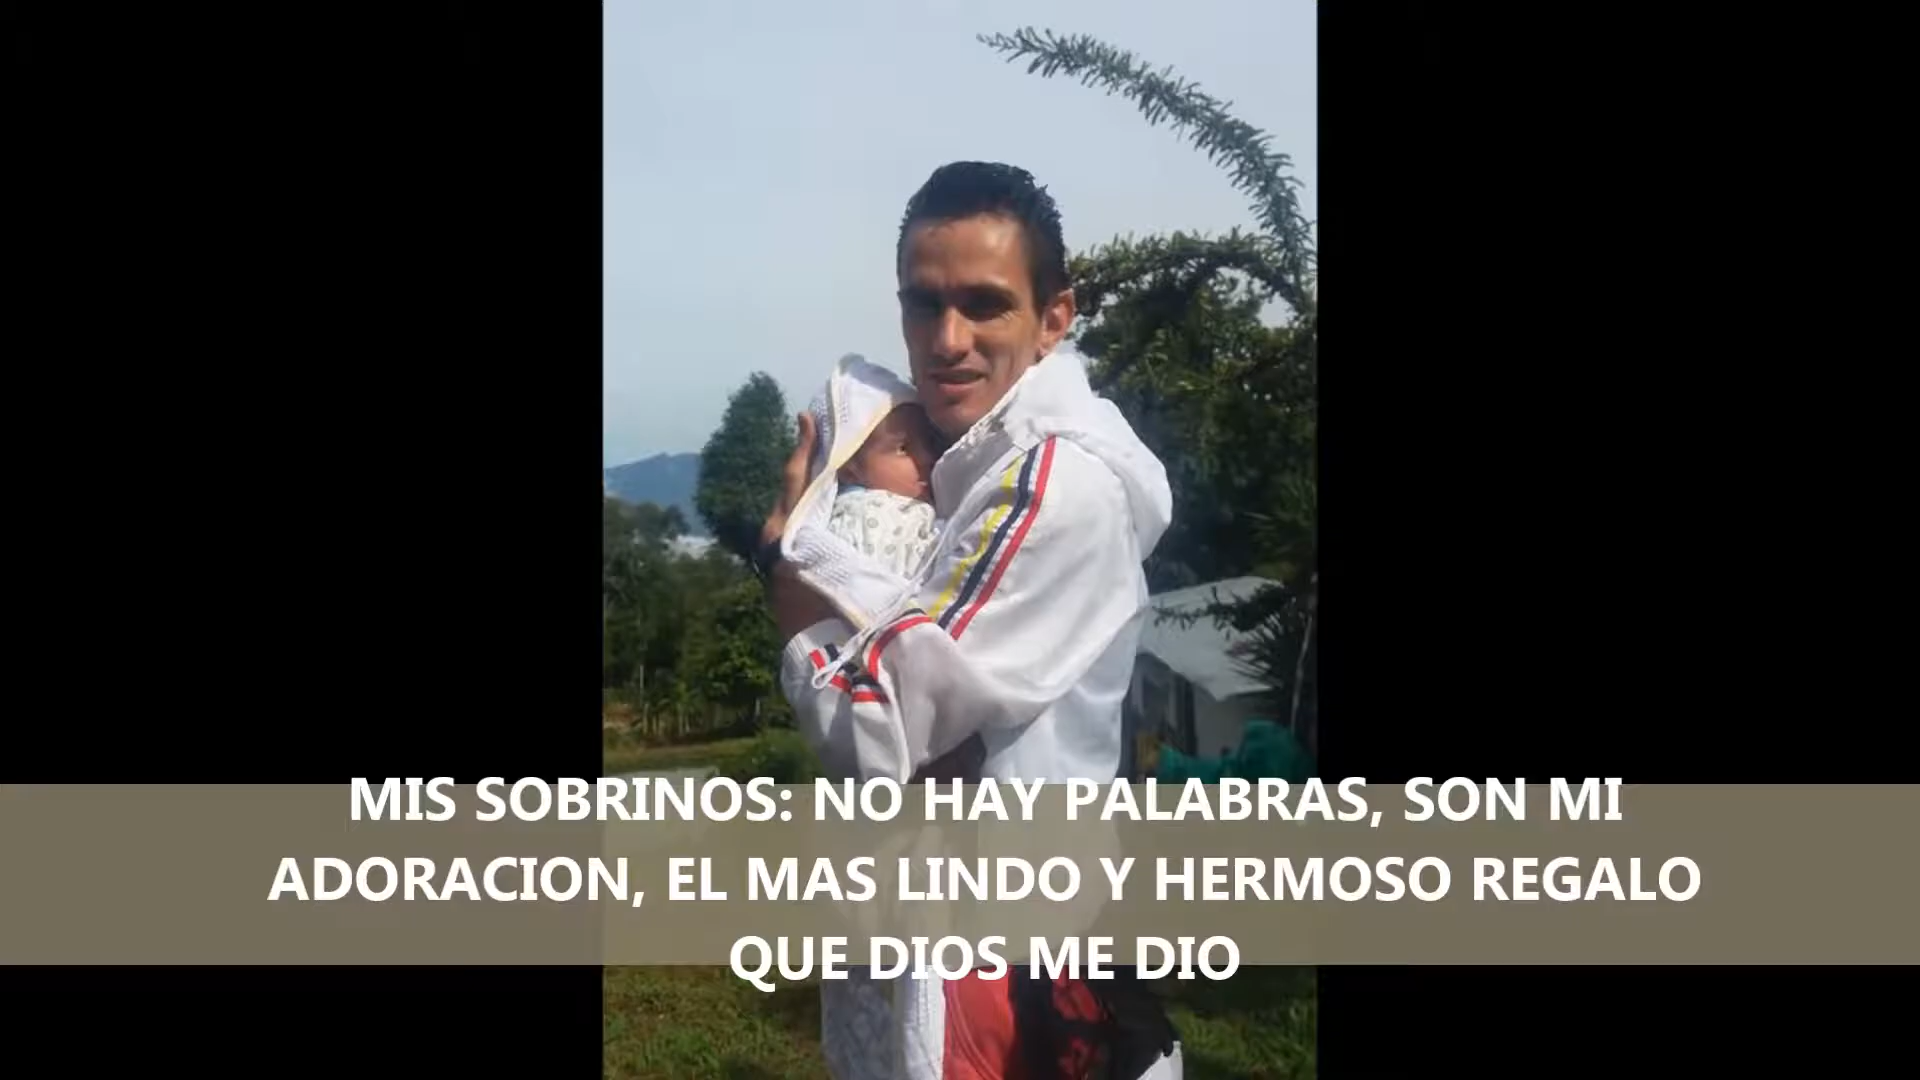 MIS SOBRINOS: NO HAY PALABRAS, SON MI
ADORACION, EL MAS LINDO Y HERMOSO REGALO
QUE DIOS ME DIO